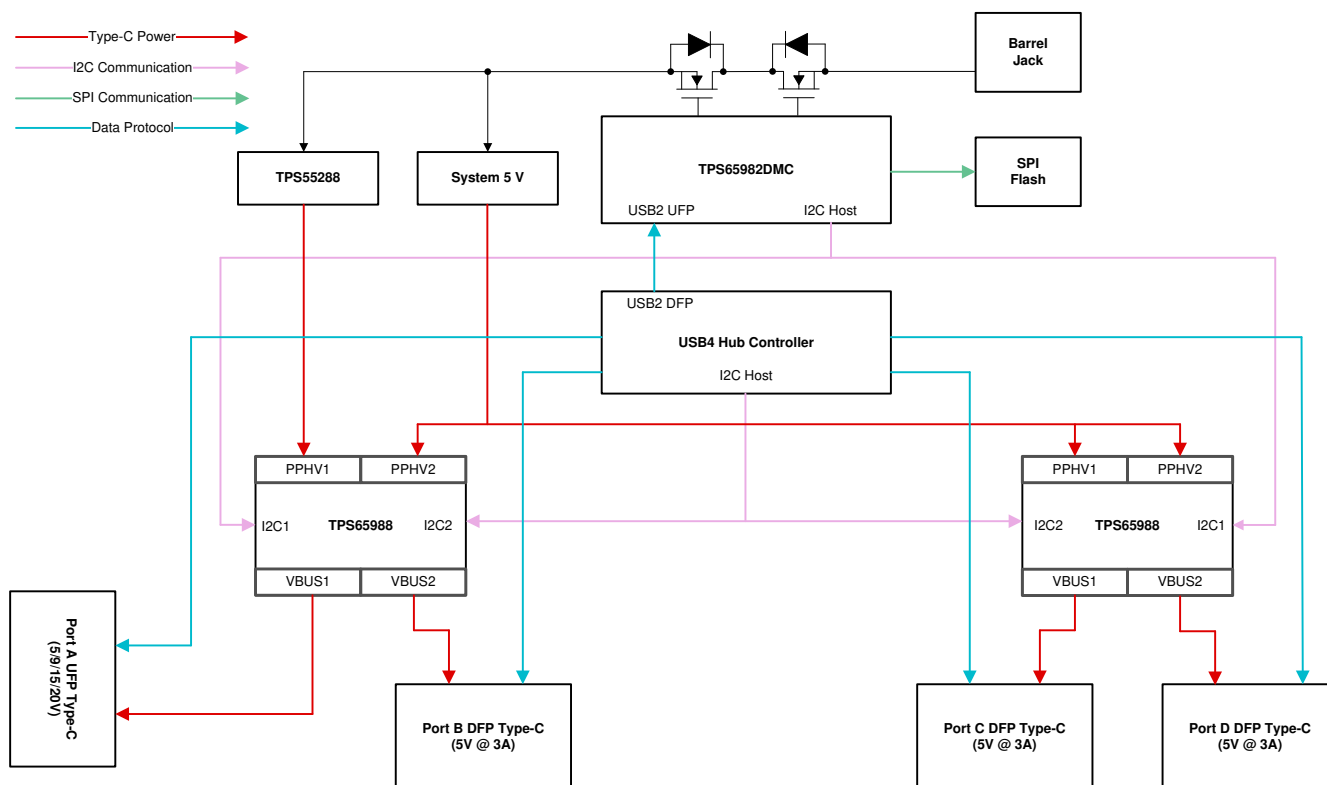 Type-C Power
I2C Communication
SPI Communication
Data Protocol
Barrel
Jack
TPS55288
System 5 V
TPS65982DMC
USB2 UFP
I2C Host
SPI
Flash
USB2 DFP
USB4 Hub Controller
I2C Host
PPHV1
PPHV2
I2C1
TPS65988
I2C2
VBUS1
VBUS2
PPHV1
PPHV2
I2C2
TPS65988
I2C1
VBUS1
VBUS2
Port A UFP Type-C
(5/9/15/20V)
Port B DFP Type-C
(5V @ 3A)
Port C DFP Type-C
(5V @ 3A)
Port D DFP Type-C
(5V @ 3A)